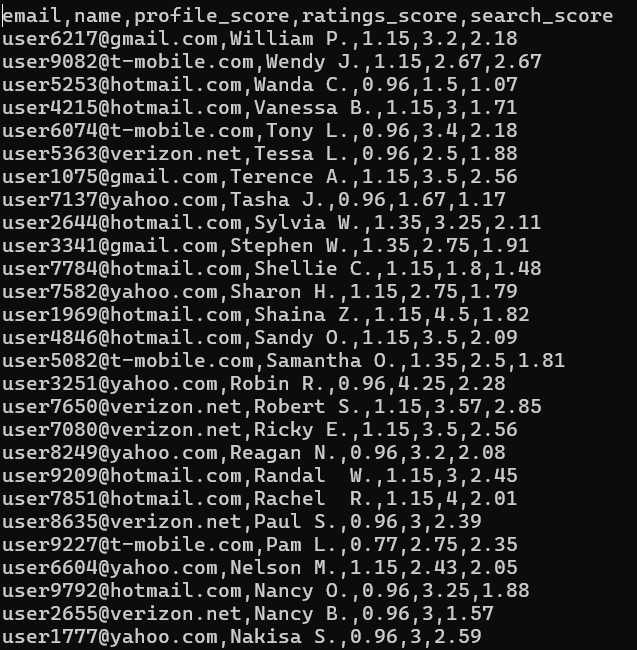 email,name,profile_score,ratings_score,search_score
user6217@gmail.com,William P.,1.15,3.2,2.18
user9082@t-mobile.com,Wendy J.,1.15,2.67,2.67
user5253@hotmail.com,Wanda C.,0.96,1.5,1.07
user4215@hotmail.com,Vanessa B.,1.15,3,1.71
user6074@t-mobile.com,Tony L.,0.96,3.4,2.18
user5363@verizon.net,Tessa L.,0.96,2.5,1.88
user1075@gmail.com,Terence A.,1.15,3.5,2.56
user7137@yahoo.com,Tasha J.,0.96,1.67,1.17
user2644@hotmail.com,Sylvia W.,1.35,3.25,2.11
user3341@gmail.com,Stephen W.,1.35,2.75,1.91
user7784@hotmail.com,Shellie C.,1.15,1.8,1.48
user7582@yahoo.com,Sharon H.,1.15,2.75,1.79
user1969@hotmail.com,Shaina Z.,1.15,4.5,1.82
user4846@hotmail.com,Sandy O.,1.15,3.5,2.09
user5082@t-mobile.com,Samantha O.,1.35,2.5,1.81
user3251@yahoo.com,Robin R.,0.96,4.25,2.28
user7650@verizon.net,Robert S.,1.15,3.57,2.85
user7080@verizon.net,Ricky E.,1.15,3.5,2.56
user8249@yahoo.com,Reagan N.,0.96,3.2,2.08
user9209@hotmail.com,Randal  W.,1.15,3,2.45
user7851@hotmail.com,Rachel  R.,1.15,4,2.01
user8635@verizon.net,Paul S.,0.96,3,2.39
user9227@t-mobile.com,Pam L.,0.77,2.75,2.35
user6604@yahoo.com,Nelson M.,1.15,2.43,2.05
user9792@hotmail.com,Nancy O.,0.96,3.25,1.88
user2655@verizon.net,Nancy B.,0.96,3,1.57
user1777@yahoo.com,Nakisa S.,0.96,3,2.59